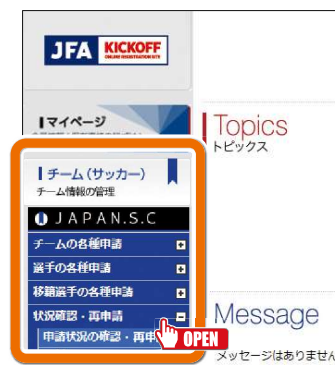 JFA KICKOFF
ONLINE REGISTRATION SITE
マイページ
Topics
トピックス
チーム(サッカー)
チーム情報の管理
JAPAN.S.C
チームの各種申請
選手の各種申請
移籍選手の各種申請
状況確認・再申請
申請状況の確認・再申
OPEN
Message
メッセージはありません